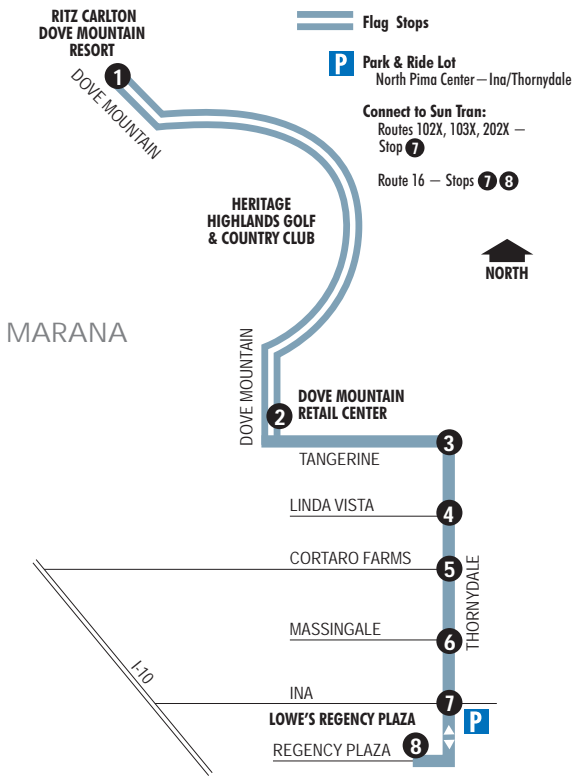 RITZ CARLTON
DOVE MOUNTAIN
RESORT
1
DOVE MOUNTAIN
Flag Stops
P Park & Ride Lot
North Pima Center—Ina/Thornydale
Connect to Sun Tran:
Routes 102X, 103X, 202X —
Stop 7
Route 16 — Stops 7 8
NORTH
HERITAGE
HIGHLANDS GOLF
& COUNTRY CLUB
MARANA
DOVE MOUNTAIN
2
DOVE MOUNTAIN
RETAIL CENTER
3
TANGERINE
LINDA VISTA
4
CORTARO FARMS
5
THORNYDALE
MASSINGALE
6
I-10
INA
7
P
LOWE'S REGENCY PLAZA
REGENCY PLAZA
8